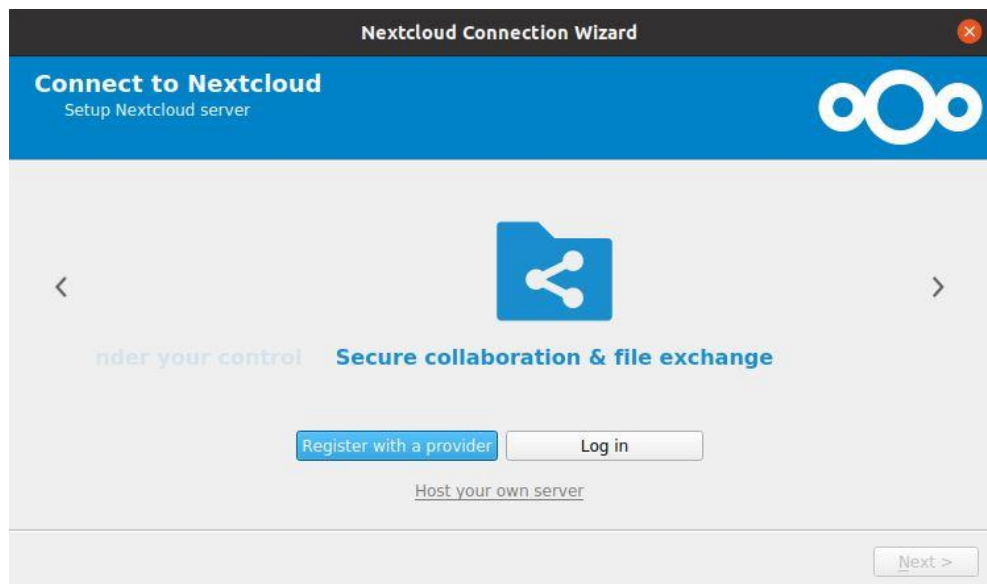 Nextcloud Connection Wizard
Connect to Nextcloud
Setup Nextcloud server
nder your control
Secure collaboration & file exchange
Register with a provider
Log in
Host your own server
Next >